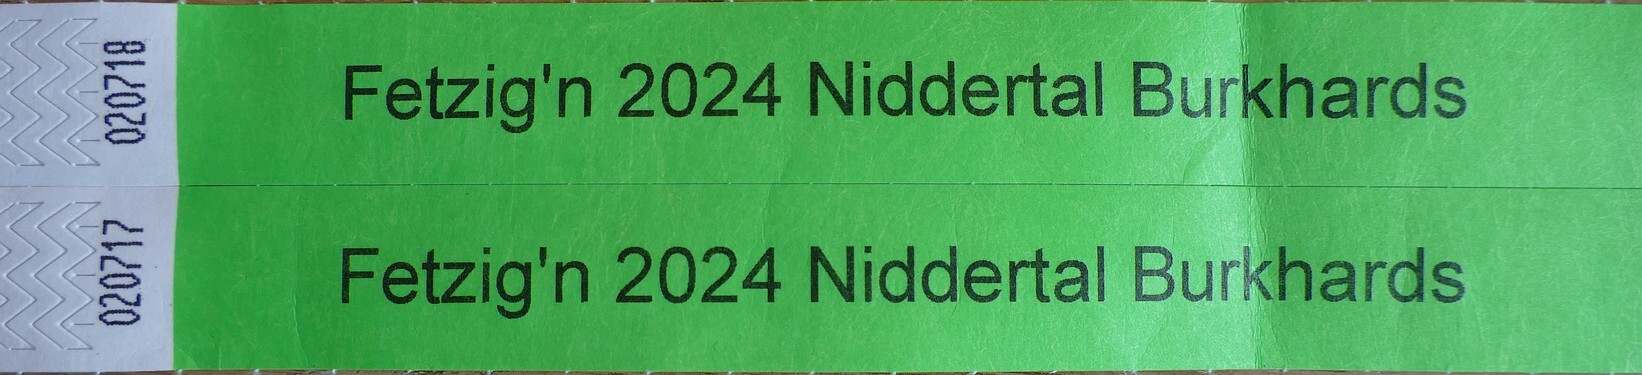 020718
Fetzig'n 2024 Niddertal Burkhards
020717
Fetzig'n 2024 Niddertal Burkhards